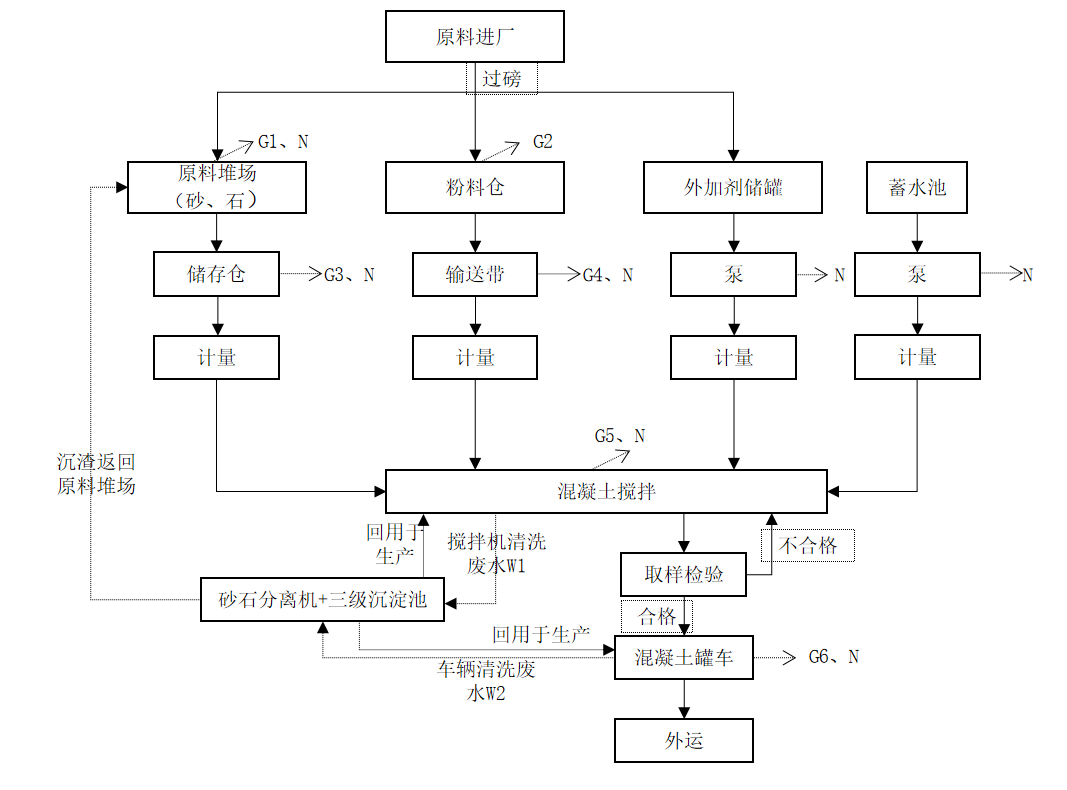 原料进厂
过磅
G1、N
G2
原料堆场
（砂、石）
粉料仓
外加剂储罐
蓄水池
储存仓
G3、N
输送带
G4、N
泵
N
泵
N
计量
计量
计量
计量
G5、N
沉渣返回
原料堆场
混凝土搅拌
回用于
生产
搅拌机清洗
废水W1
不合格
取样检验
砂石分离机+三级沉淀池
合格
回用于生产
混凝土罐车
G6、N
车辆清洗废
水W2
外运